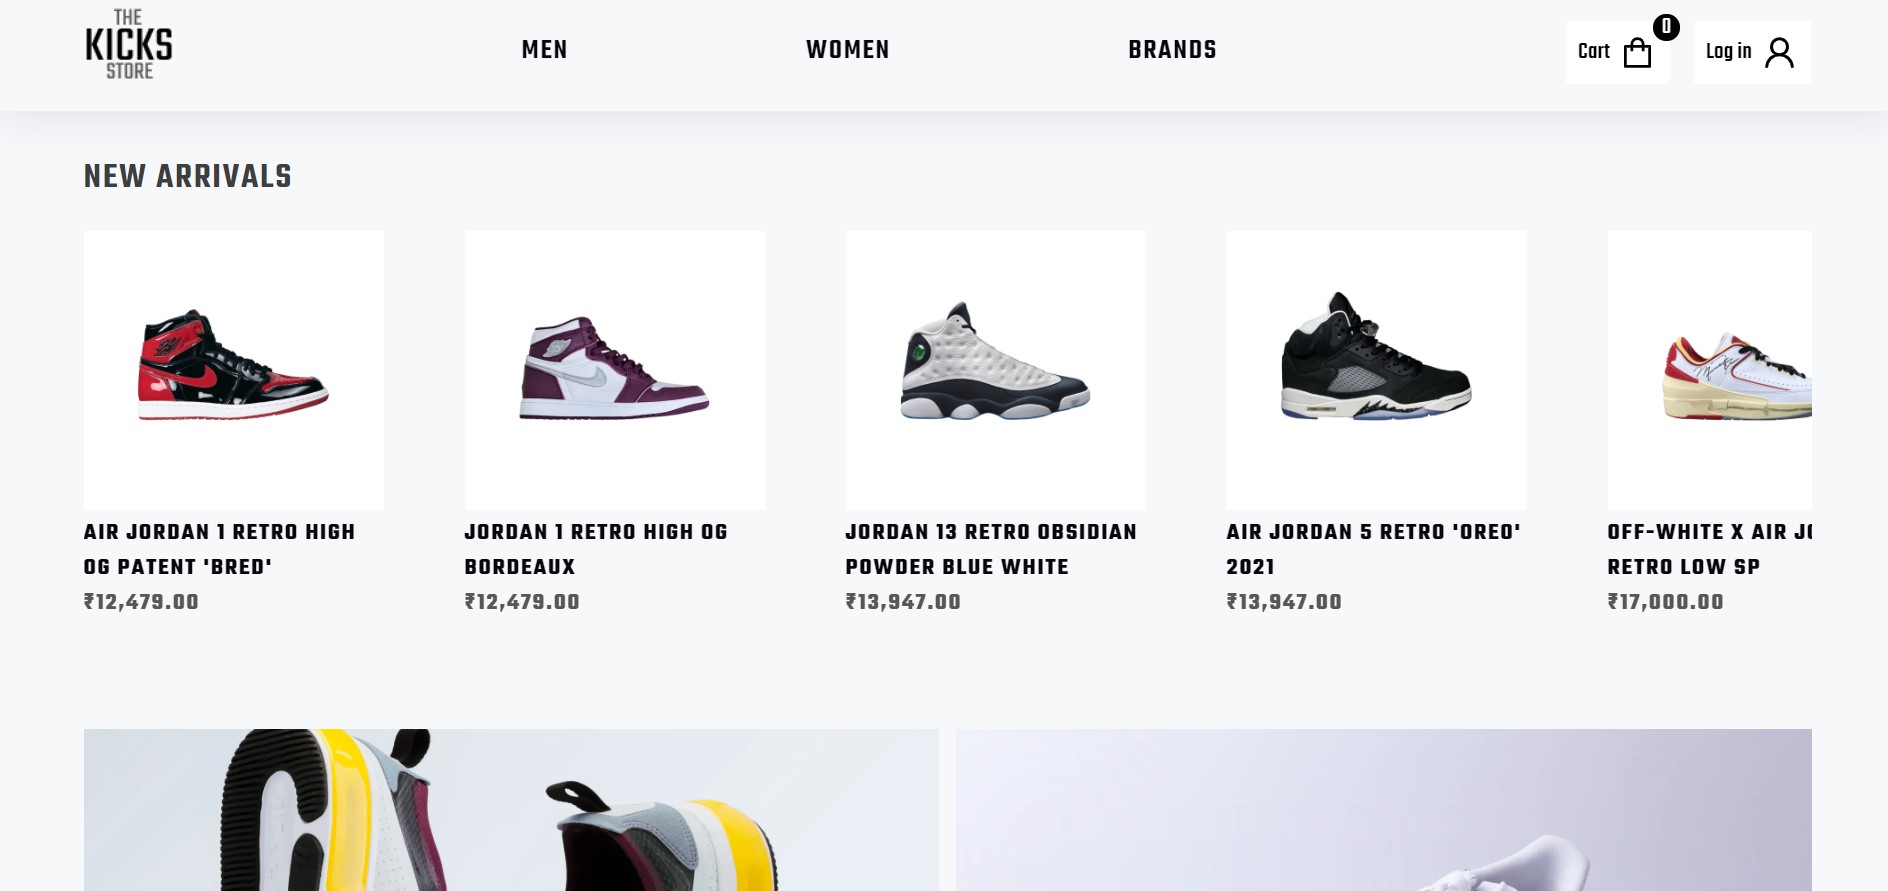 THE
KICKS
STORE
MEN
WOMEN
BRANDS
Cart
0
Log in
NEW ARRIVALS
AIR JORDAN 1 RETRO HIGH
OG PATENT 'BRED'
₹12,479.00
JORDAN 1 RETRO HIGH OG
BORDEAUX
₹12,479.00
JORDAN 13 RETRO OBSIDIAN
POWDER BLUE WHITE
₹13,947.00
AIR JORDAN 5 RETRO 'OREO'
2021
₹13,947.00
OFF-WHITE X AIR
RETRO LOW SP
₹17,000.00